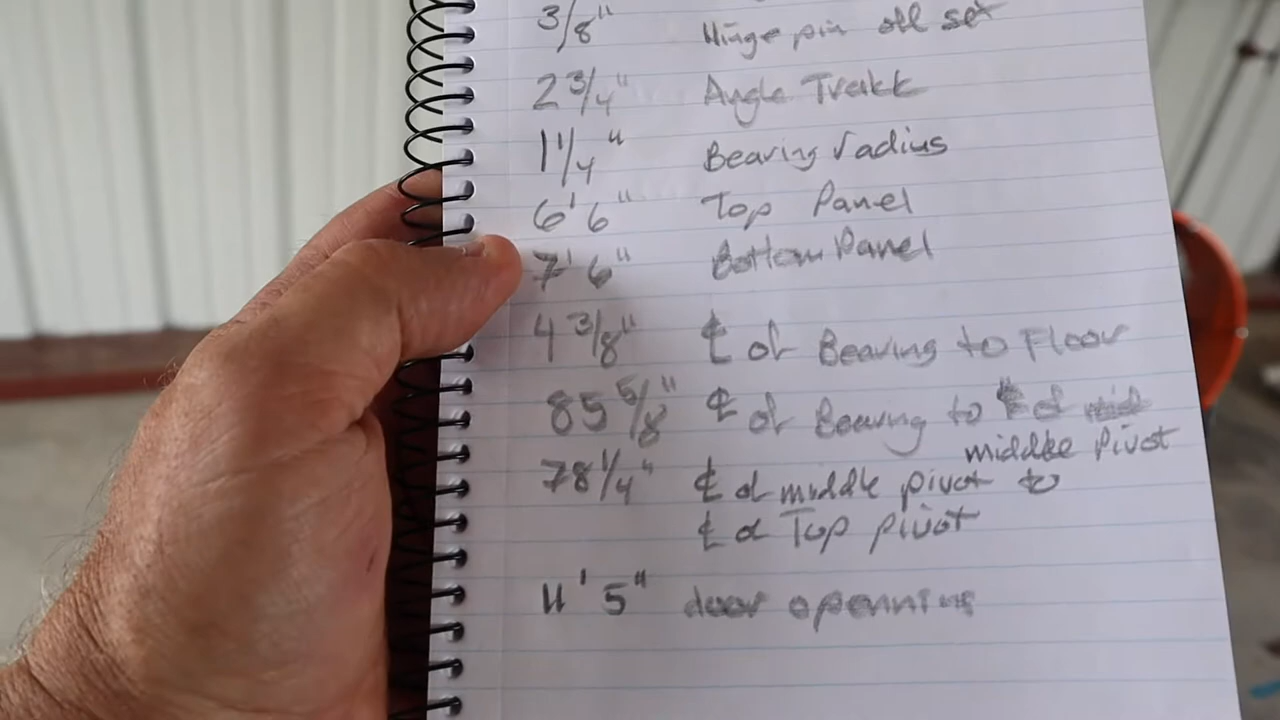 3/8" Hinge pin off set
2 3/4" Angle Trakk
1 1/4" Bearing radius
6' 6" Top Panel
7' 6" Bottom Panel
4 3/8" ℄ of Bearing to Floor
85 5/8" ℄ of Bearing to
middle Pivot
78 1/4" ℄ of middle pivot to
℄ of Top pivot
11' 5" door openning